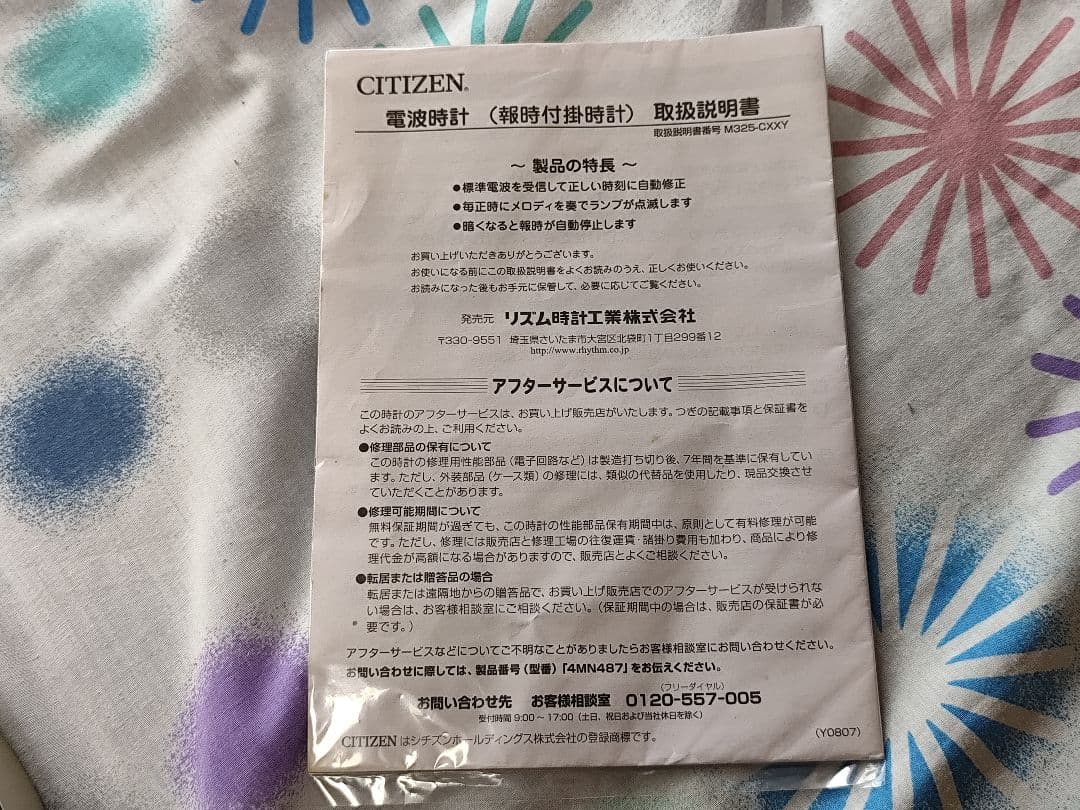 CITIZEN®
電波時計 （報時付掛時計） 取扱説明書
取扱説明書番号 M325-CXXY
～ 製品の特長 ～
●標準電波を受信して正しい時刻に自動修正
●毎正時にメロディを奏でランプが点滅します
●暗くなると報時が自動停止します
お買い上げいただきありがとうございます。
お使いになる前にこの取扱説明書をよくお読みのうえ、正しくお使いください。
お読みになった後もお手元に保管して、必要に応じてご覧ください。
発売元 リズム時計工業株式会社
〒330-9551 埼玉県さいたま市大宮区北袋町1丁目299番12
http://www.rhythm.co.jp
アフターサービスについて
この時計のアフターサービスは、お買い上げ販売店がいたします。つぎの記載事項と保証書を
よくお読みの上、ご利用ください。
●修理部品の保有について
この時計の修理用性能部品（電子回路など）は製造打ち切り後、7年間を基準に保有していま
す。ただし、外装部品（ケース類）の修理には、類似の代替品を使用したり、現品交換させ
ていただくことがあります。
●修理可能期間について
無料保証期間が過ぎても、この時計の性能部品保有期間中は、原則として有料修理が可能
です。ただし、修理には販売店と修理工場の往復運賃・諸掛り費用も加わり、商品により修
理代金が高額になる場合がありますので、販売店とよくご相談ください。
●転居または贈答品の場合
転居または遠隔地からの贈答品で、お買い上げ販売店でのアフターサービスが受けられな
い場合は、お客様相談室にご相談ください。（保証期間中の場合は、販売店の保証書が必
要です。）
アフターサービスなどについてご不明なことがありましたらお客様相談室にお問い合わせください。
お問い合わせに際しては、製品番号（型番）「4MN487」をお伝えください。
（フリーダイヤル）
お問い合わせ先 お客様相談室 0120-557-005
受付時間 9:00～17:00（土日、祝日および当社休日を除く）
CITIZENはシチズンホールディングス株式会社の登録商標です。
（Y0807）